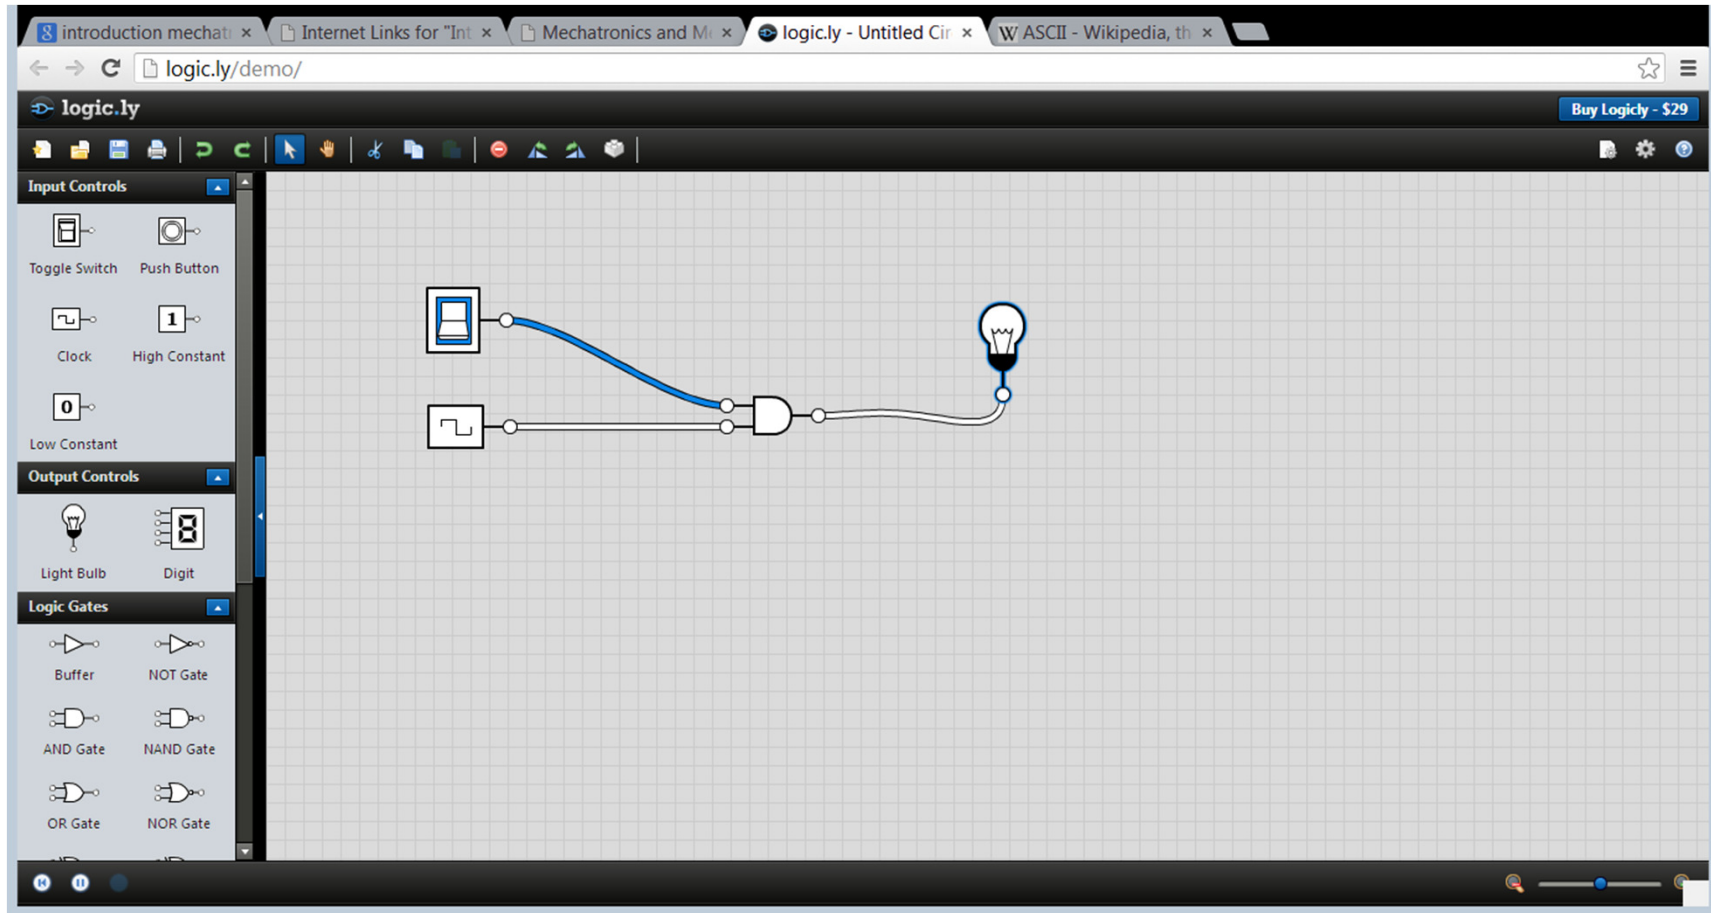 introduction mechat
Internet Links for "Int
Mechatronics and M
logic.ly - Untitled Cir
W ASCII - Wikipedia, th
logic.ly/demo/
logic.ly
Buy Logicly - $29
Input Controls
Toggle Switch Push Button
1
Clock High Constant
0
Low Constant
Output Controls
8
Light Bulb Digit
Logic Gates
Buffer NOT Gate
AND Gate NAND Gate
OR Gate NOR Gate